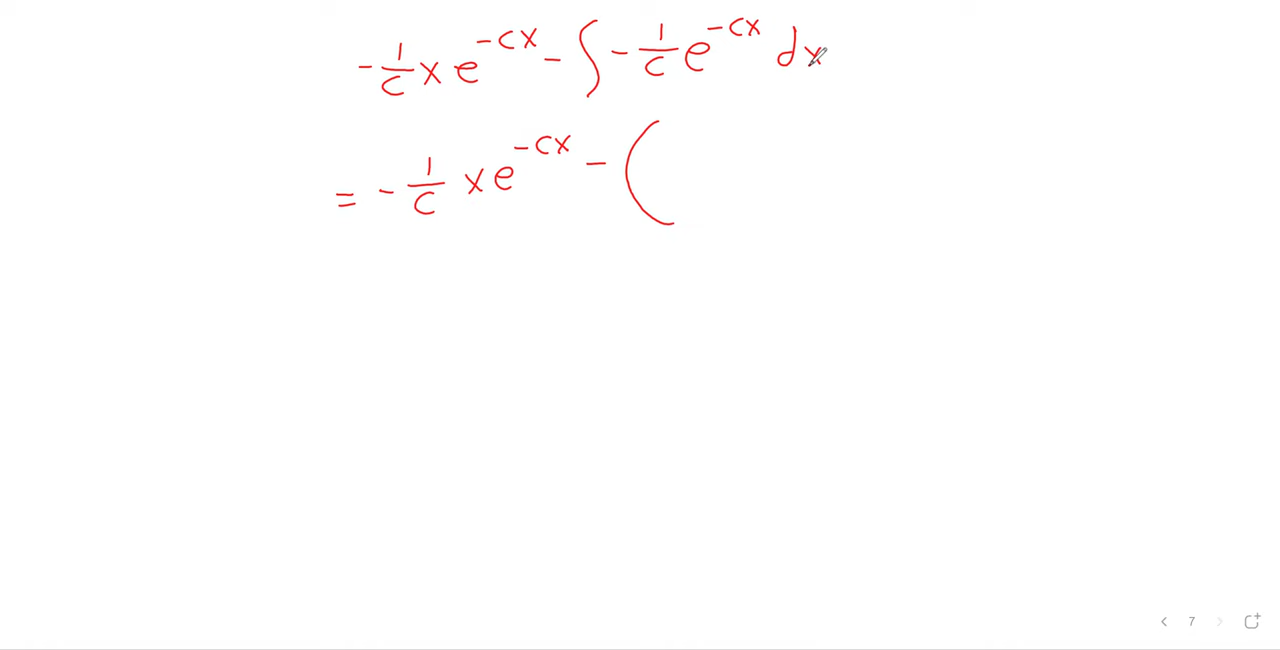 -1/c x e^{-cx} - ∫ -1/c e^{-cx} dx
= -1/c x e^{-cx} - (
< 7 >